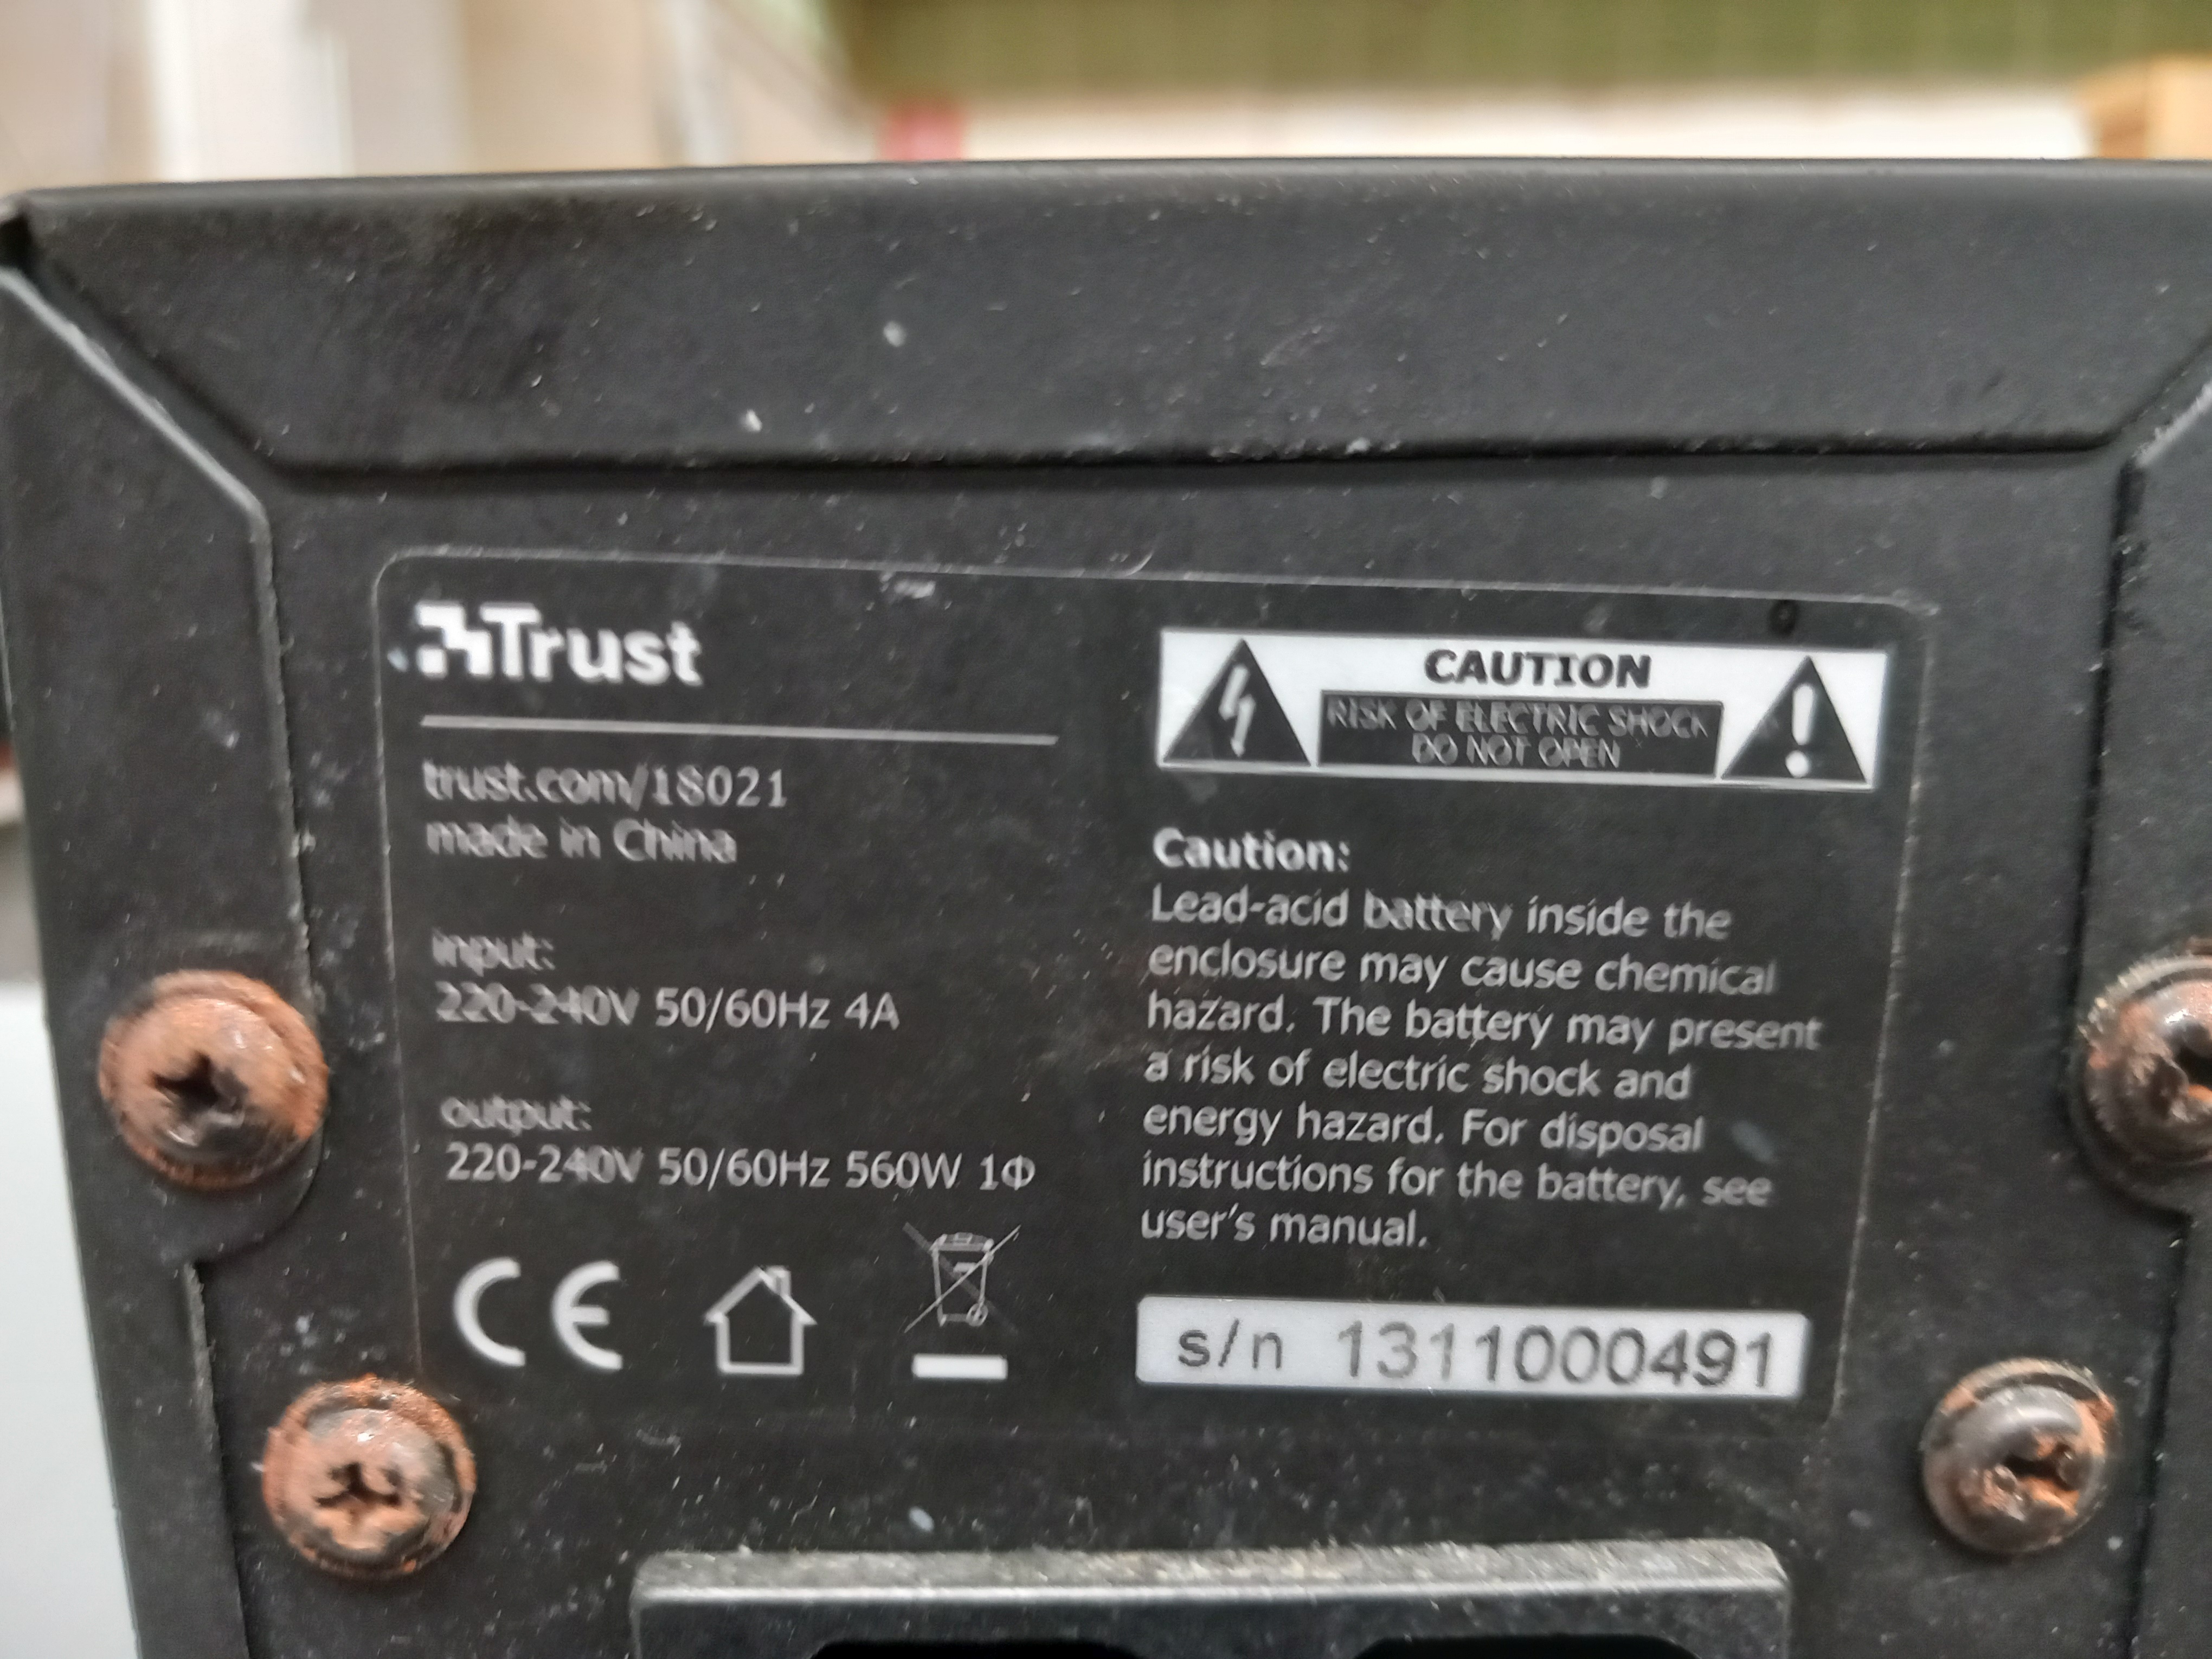 Trust
trust.com/18021
made in China
input:
220-240V 50/60Hz 4A
output:
220-240V 50/60Hz 560W 1Φ
CE
CAUTION
RISK OF ELECTRIC SHOCK
DO NOT OPEN
Caution:
Lead-acid battery inside the
enclosure may cause chemical
hazard. The battery may present
a risk of electric shock and
energy hazard. For disposal
instructions for the battery, see
user's manual.
s/n 1311000491